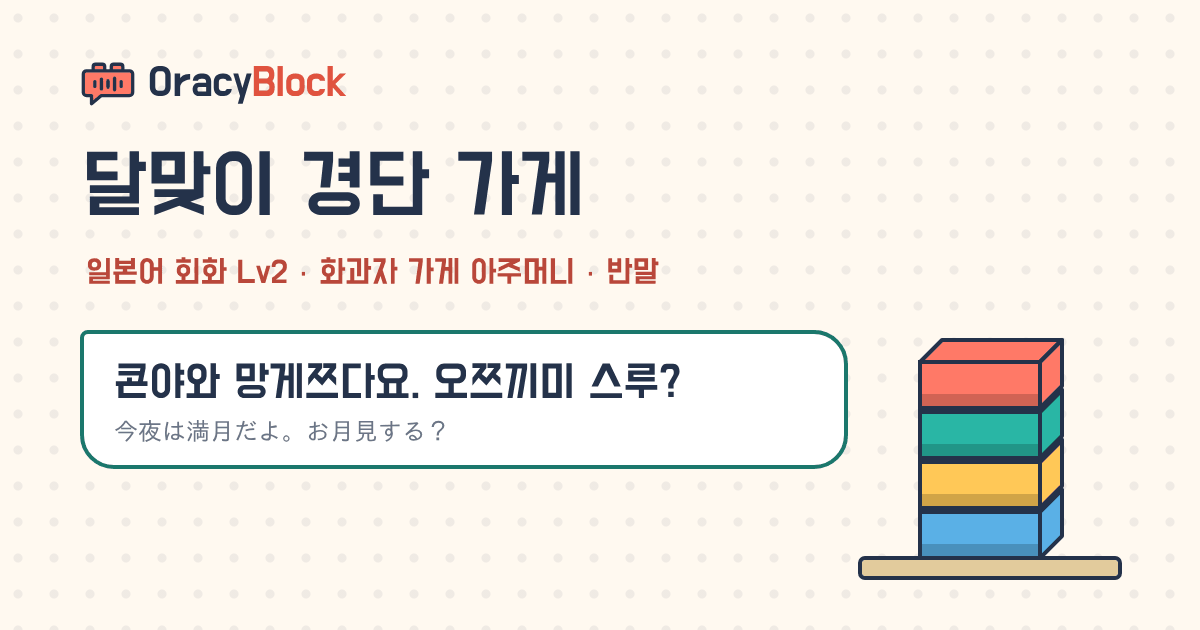 OracyBlock
달맞이 경단 가게
일본어 회화 Lv2 · 화과자 가게 아주머니 · 반말
콘야와 망게쯔다요. 오쯔끼미 스루?
今夜は満月だよ。お月見する？